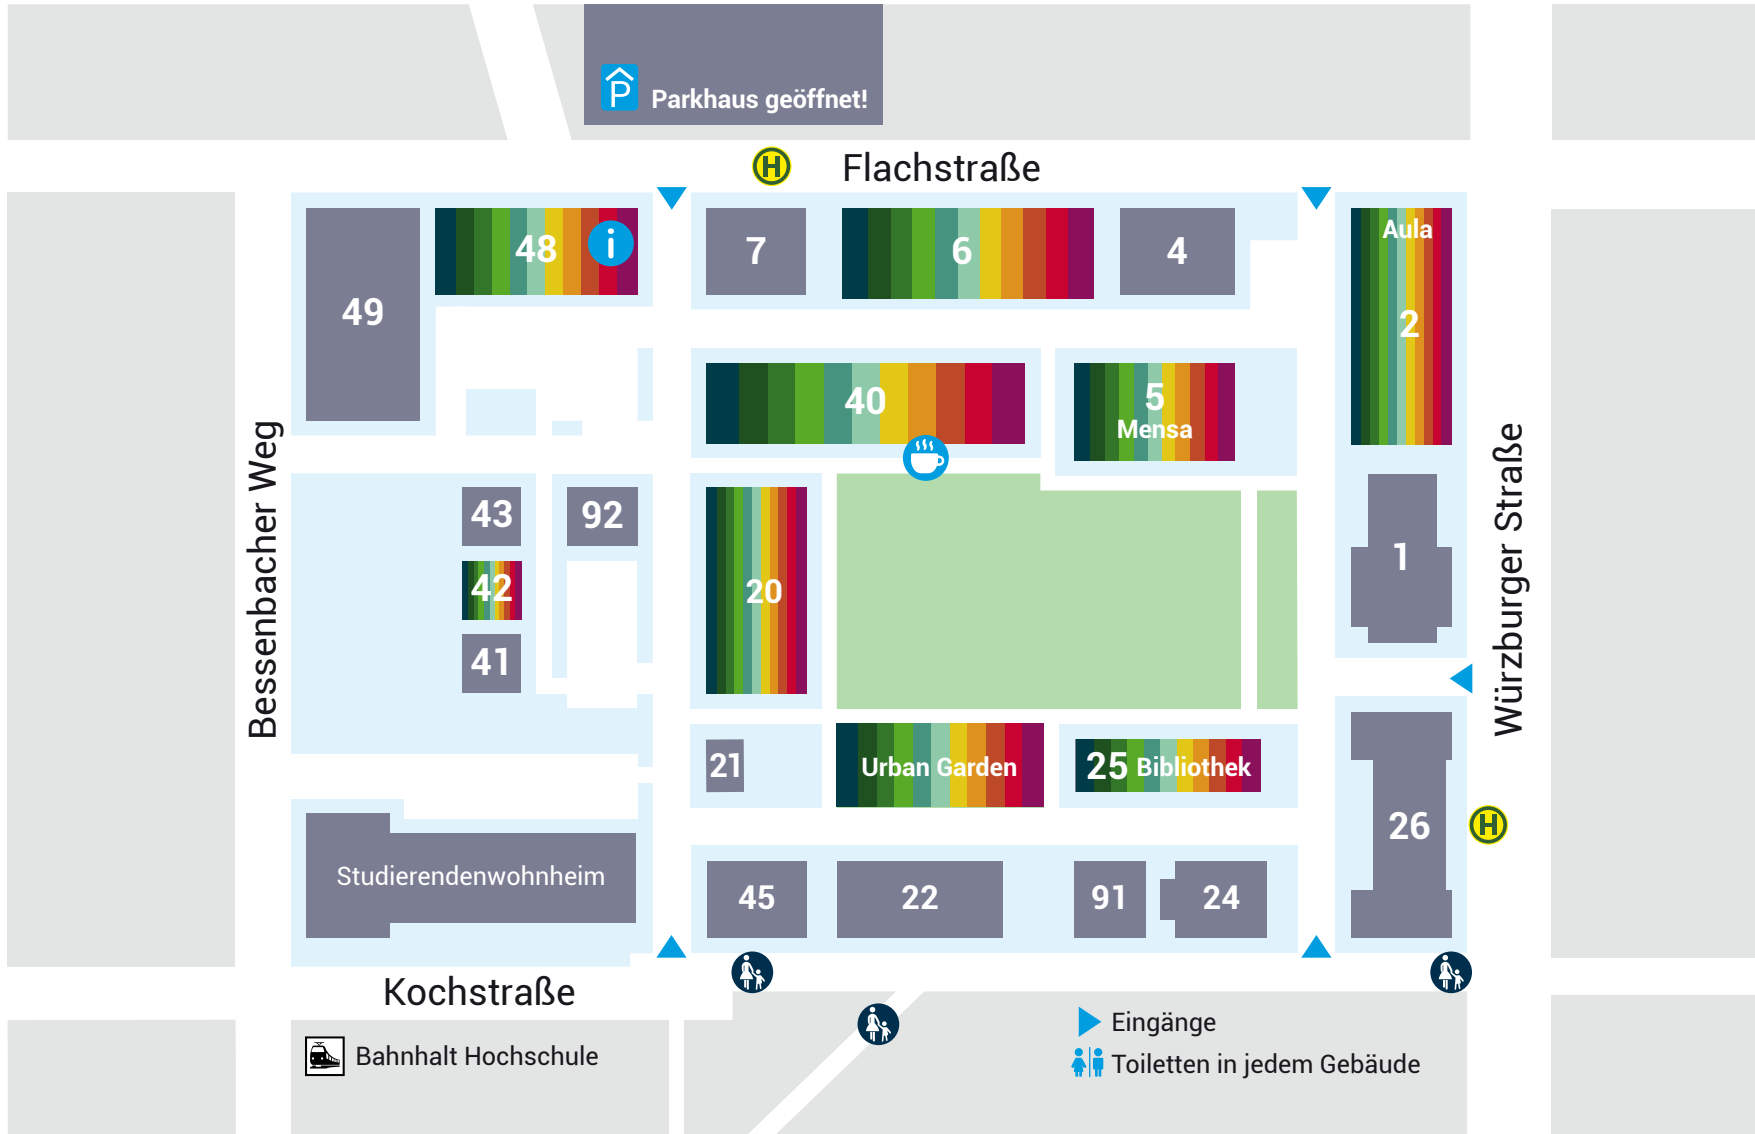 P
Parkhaus geöffnet!
H
Flachstraße
48
i
7
6
4
Aula
2
49
40
5
Mensa
Bessenbacher Weg
43
92
42
20
41
1
Würzburger Straße
21
Urban Garden
25 Bibliothek
26
H
Studierendenwohnheim
45
22
91
24
Kochstraße
Bahnhalt Hochschule
Eingänge
Toiletten in jedem Gebäude